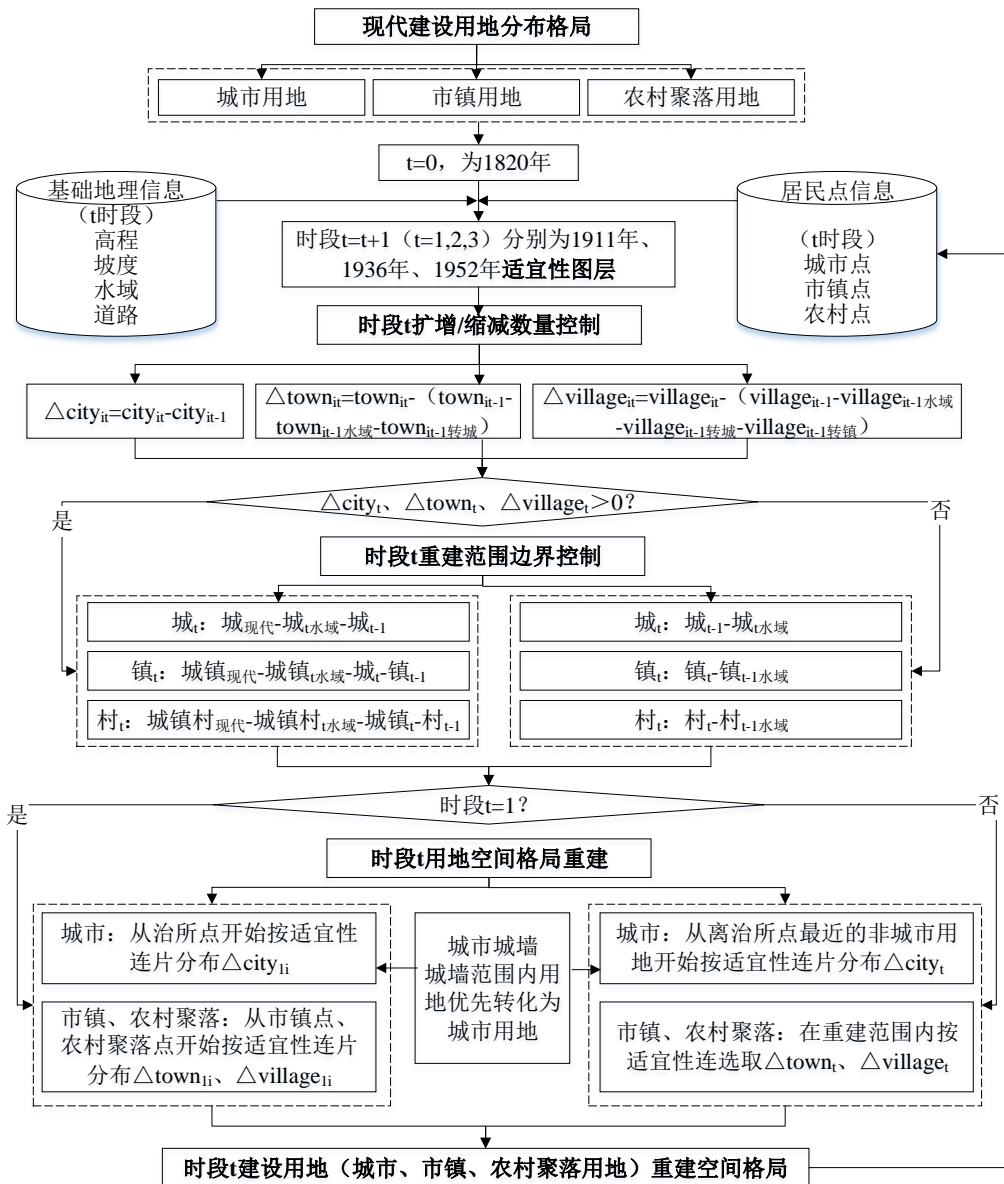 现代建设用地分布格局
城市用地
市镇用地
农村聚落用地
t=0，为1820年
基础地理信息
（t时段）
高程
坡度
水域
道路
居民点信息
（t时段）
城市点
市镇点
农村点
时段t=t+1（t=1,2,3）分别为1911年、
1936年、1952年适宜性图层
时段t扩增/缩减数量控制
△cityit=cityit-cityit-1
△townit=townit-（townit-1-
townit-1水域-townit-1转城）
△villageit=villageit-（villageit-1-villageit-1水域
-villageit-1转城-villageit-1转镇）
△cityt、△townt、△villaget＞0？
是
否
时段t重建范围边界控制
城t：城现代-城t水域-城t-1
镇t：城镇现代-城镇t水域-城t-镇t-1
村t：城镇村现代-城镇村t水域-城镇t-村t-1
城t：城t-1-城t水域
镇t：镇t-镇t-1水域
村t：村t-村t-1水域
时段t=1？
是
否
时段t用地空间格局重建
城市：从治所点开始按适宜性
连片分布△city1i
市镇、农村聚落：从市镇点、
农村聚落点开始按适宜性连片
分布△town1i、△village1i
城市城墙
城墙范围内用
地优先转化为
城市用地
城市：从离治所点最近的非城市用
地开始按适宜性连片分布△cityt
市镇、农村聚落：在重建范围内按
适宜性连选取△townt、△villaget
时段t建设用地（城市、市镇、农村聚落用地）重建空间格局